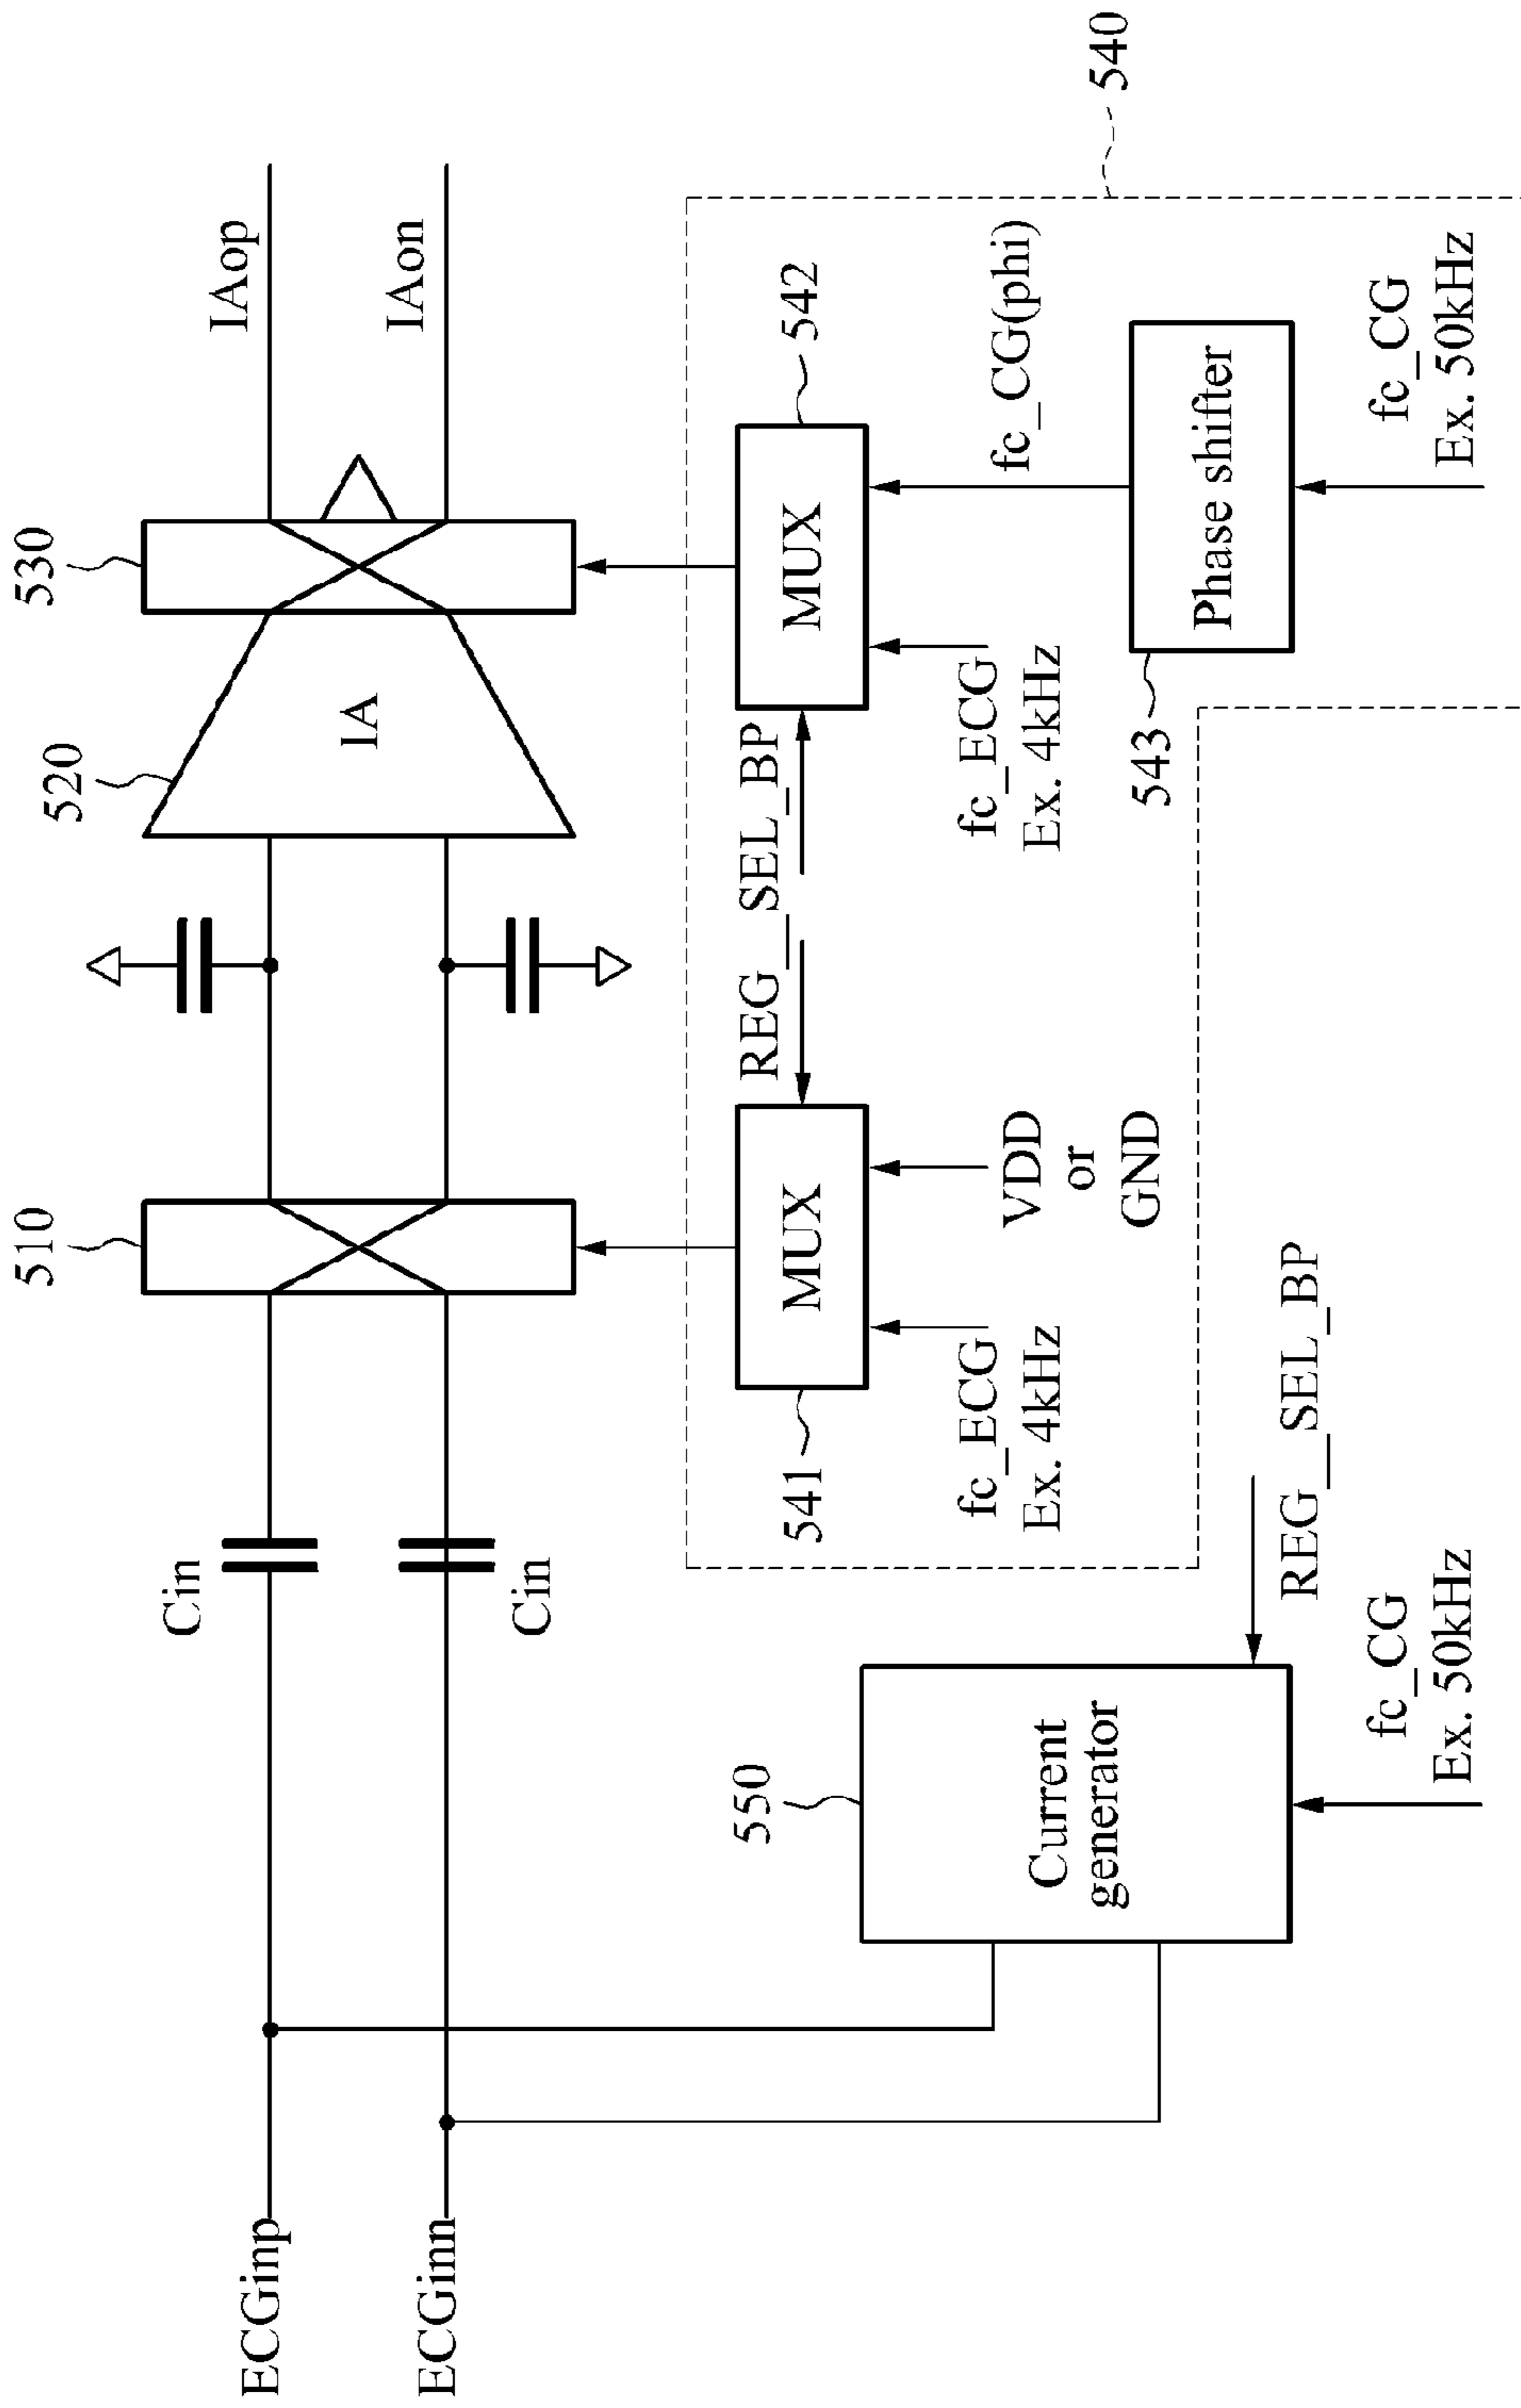 510
520
530
IAop
IAon
Cin
Cin
IA
ECGinp
ECGinn
REG_SEL_BP
540
541
MUX
542
MUX
fc_ECG
Ex. 4kHz
VDD
or
GND
fc_ECG
Ex. 4kHz
fc_CG(phi)
543
Phase shifter
fc_CG
Ex. 50kHz
550
Current
generator
REG_SEL_BP
fc_CG
Ex. 50kHz